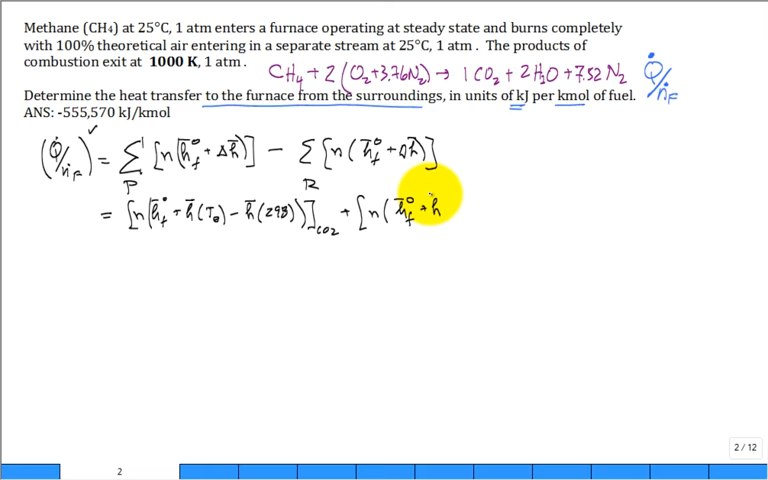 Methane (CH₄) at 25°C, 1 atm enters a furnace operating at steady state and burns completely
with 100% theoretical air entering in a separate stream at 25°C, 1 atm . The products of
combustion exit at 1000 K, 1 atm .
CH₄ + 2 (O₂ + 3.76N₂) → 1 CO₂ + 2 H₂O + 7.52 N₂ Q̇/ṅF
Determine the heat transfer to the furnace from the surroundings, in units of kJ per kmol of fuel.
ANS: -555,570 kJ/kmol
(Q̇/ṅF) ✓ = Σ P [n(h̄f° + Δh̄)] - Σ R [n(h̄f° + Δh̄)]
= [n(h̄f° + h̄(Te) - h̄(298))]CO2 + [n(h̄f° + h
2 / 12
2